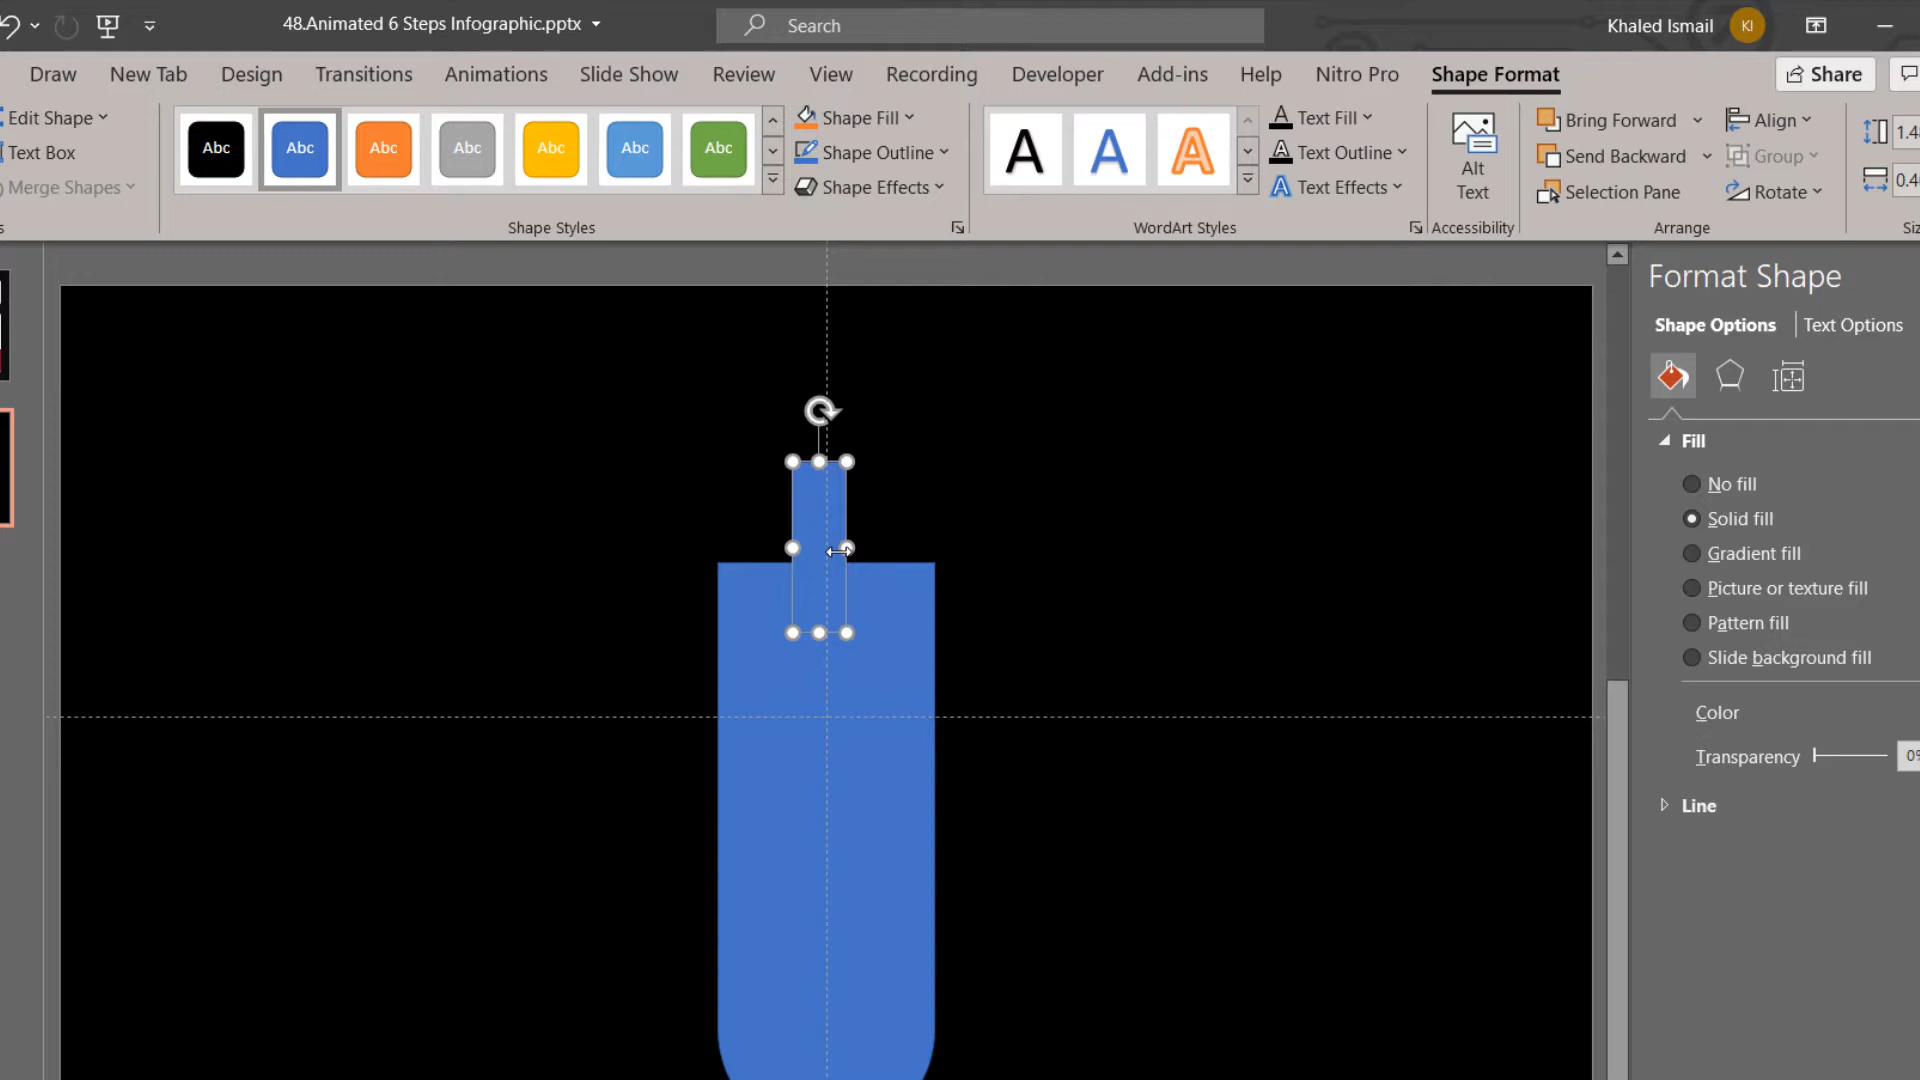 48.Animated 6 Steps Infographic.pptx
Search
Khaled Ismail
KI
Draw
New Tab
Design
Transitions
Animations
Slide Show
Review
View
Recording
Developer
Add-ins
Help
Nitro Pro
Shape Format
Share
Edit Shape
Text Box
Merge Shapes
Abc
Abc
Abc
Abc
Abc
Abc
Abc
Shape Fill
Shape Outline
Shape Effects
Shape Styles
A
A
A
Text Fill
Text Outline
Text Effects
WordArt Styles
Alt
Text
Accessibility
Bring Forward
Send Backward
Selection Pane
Align
Group
Rotate
Arrange
Format Shape
Shape Options
Text Options
Fill
No fill
Solid fill
Gradient fill
Picture or texture fill
Pattern fill
Slide background fill
Color
Transparency
Line